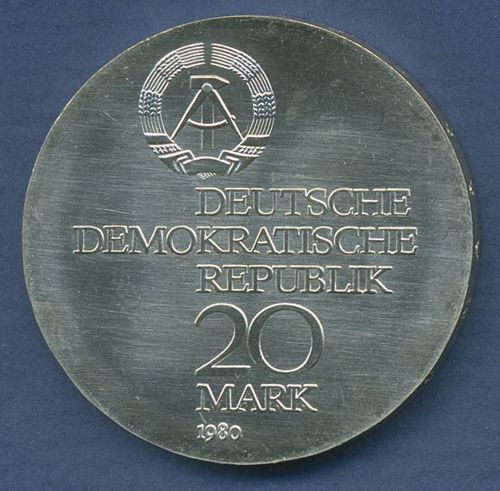 DEUTSCHE
DEMOKRATISCHE
REPUBLIK
20
MARK
1980